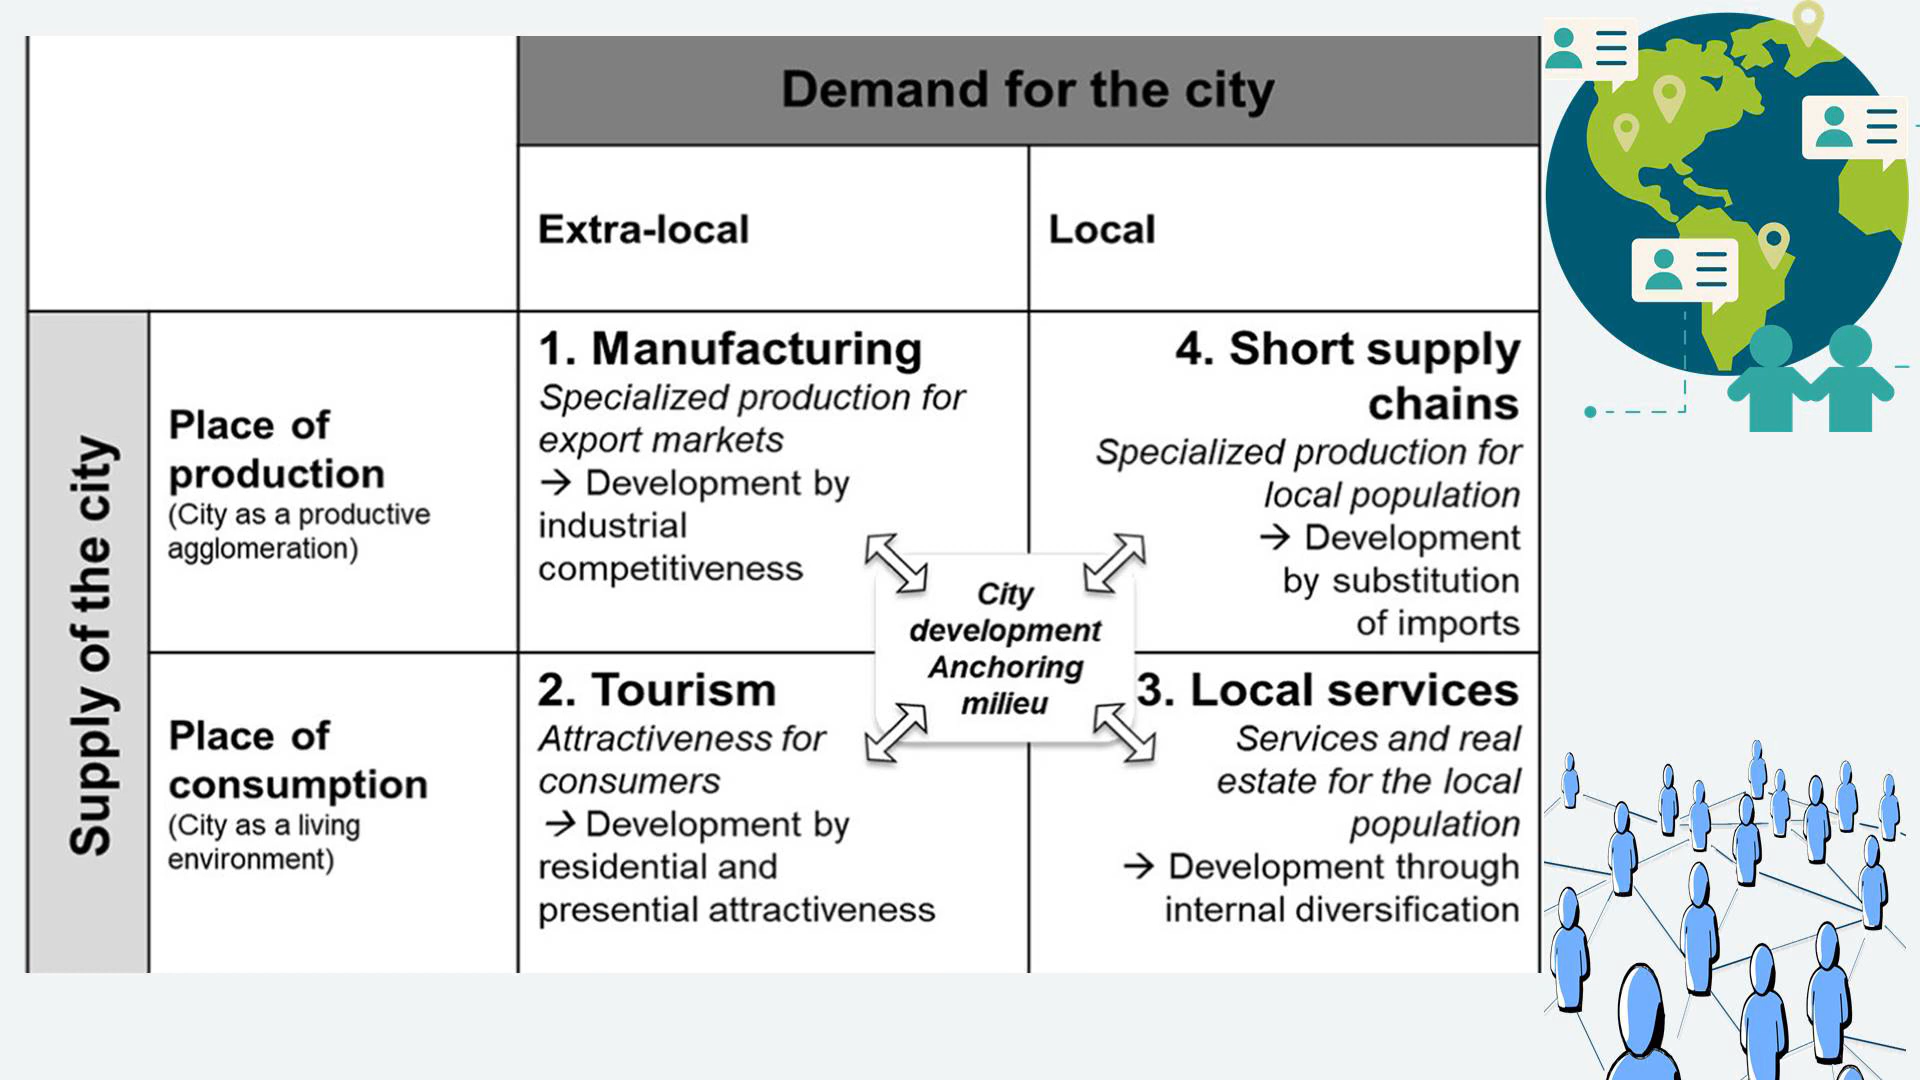 Demand for the city
Extra-local
Local
Supply of the city
Place of
production
(City as a productive
agglomeration)
1. Manufacturing
Specialized production for
export markets
→ Development by
industrial
competitiveness
4. Short supply
chains
Specialized production for
local population
→ Development
by substitution
of imports
City
development
Anchoring
milieu
Place of
consumption
(City as a living
environment)
2. Tourism
Attractiveness for
consumers
→ Development by
residential and
presential attractiveness
3. Local services
Services and real
estate for the local
population
→ Development through
internal diversification